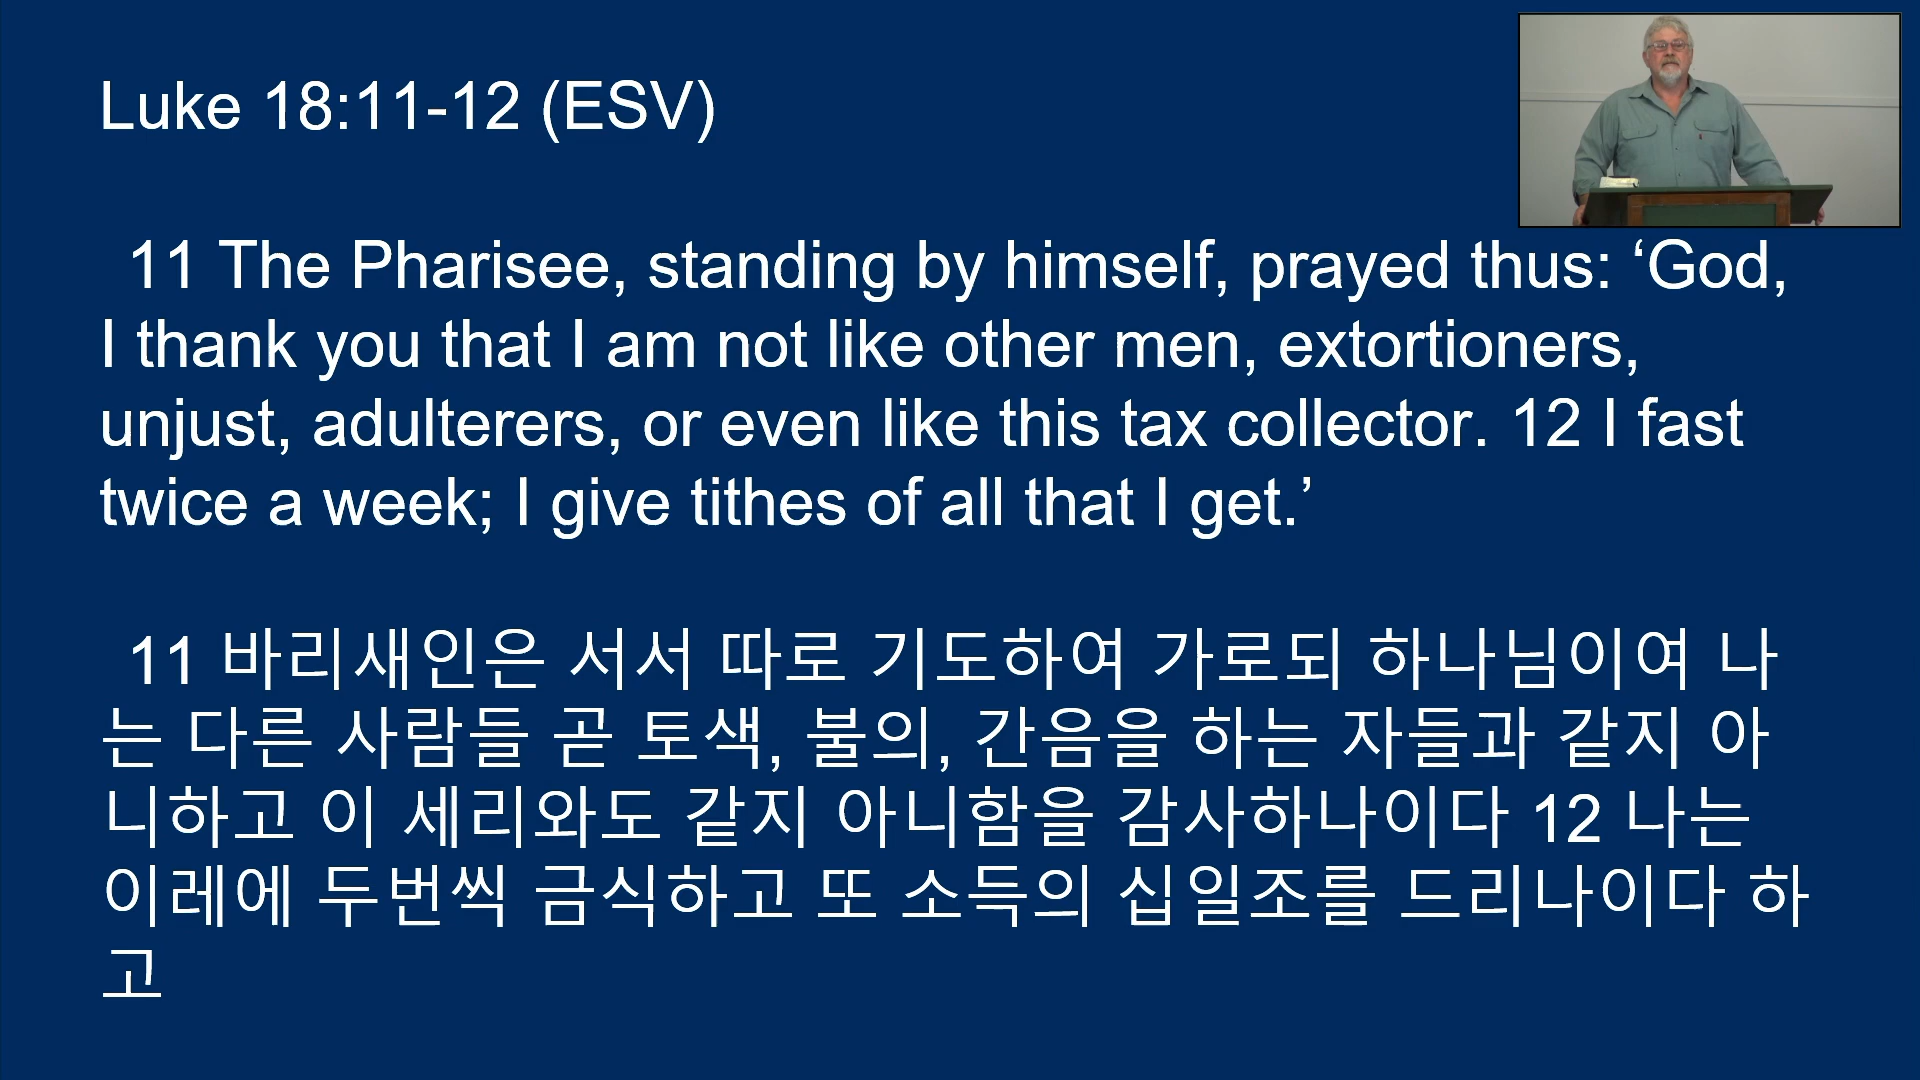 Luke 18:11-12 (ESV)
11 The Pharisee, standing by himself, prayed thus: ‘God,
I thank you that I am not like other men, extortioners,
unjust, adulterers, or even like this tax collector. 12 I fast
twice a week; I give tithes of all that I get.’
11 바리새인은 서서 따로 기도하여 가로되 하나님이여 나
는 다른 사람들 곧 토색, 불의, 간음을 하는 자들과 같지 아
니하고 이 세리와도 같지 아니함을 감사하나이다 12 나는
이레에 두번씩 금식하고 또 소득의 십일조를 드리나이다 하
고